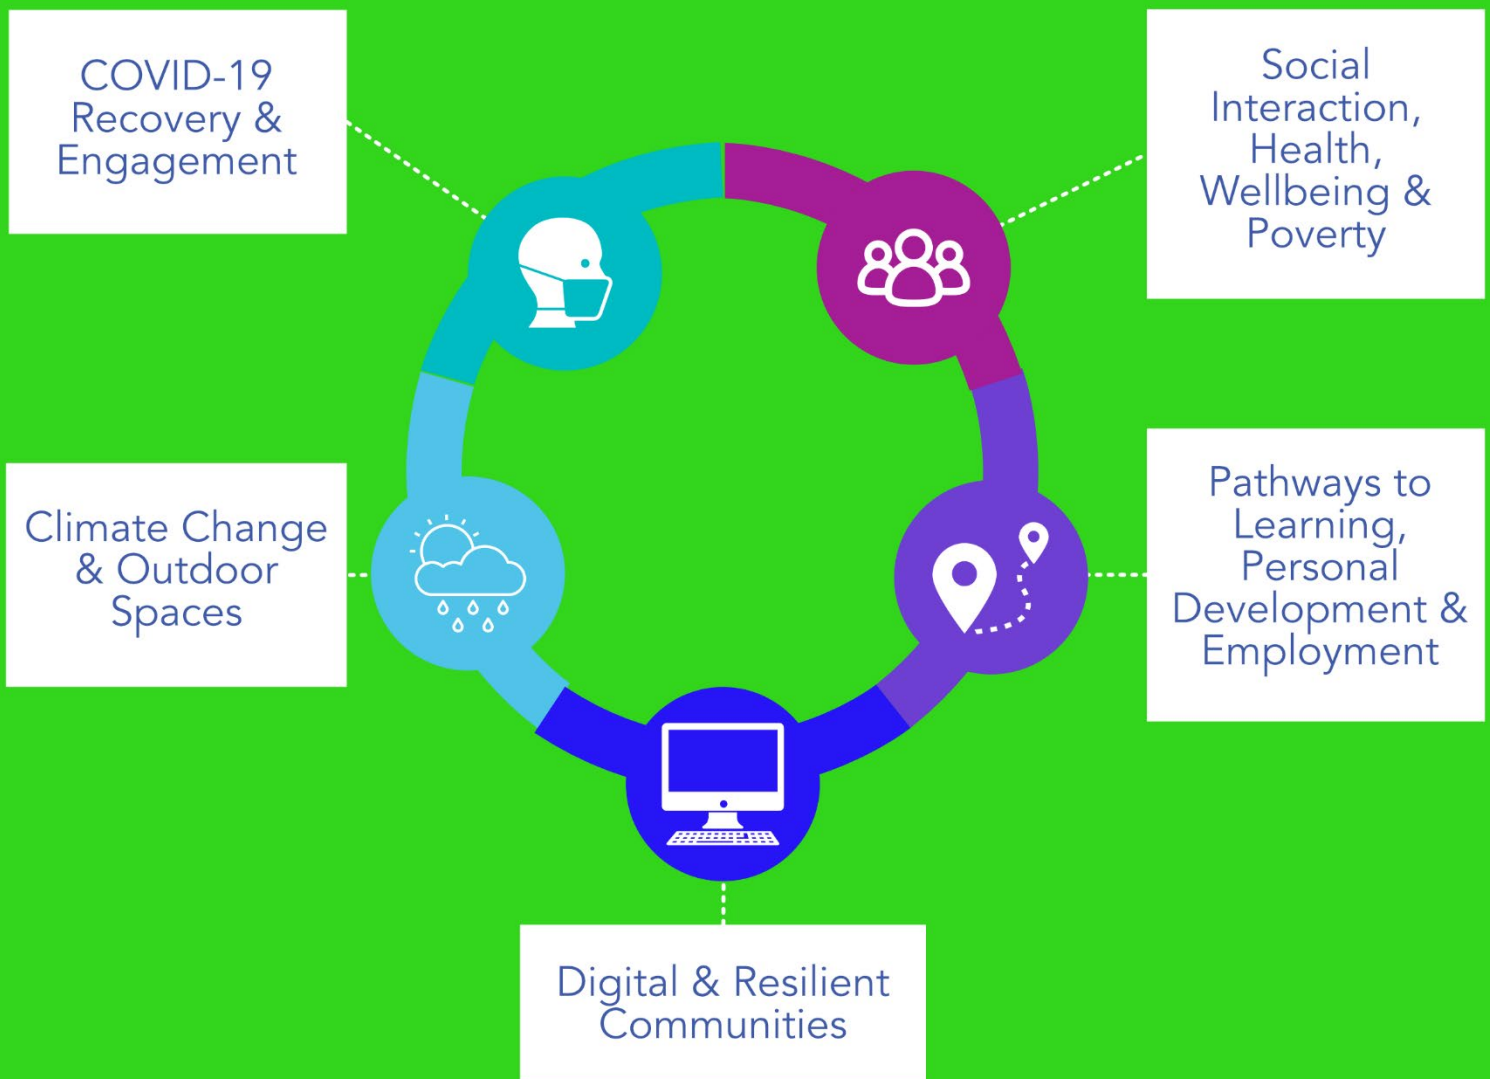 COVID-19
Recovery &
Engagement
Social
Interaction,
Health,
Wellbeing &
Poverty
Climate Change
& Outdoor
Spaces
Pathways to
Learning,
Personal
Development &
Employment
Digital & Resilient
Communities